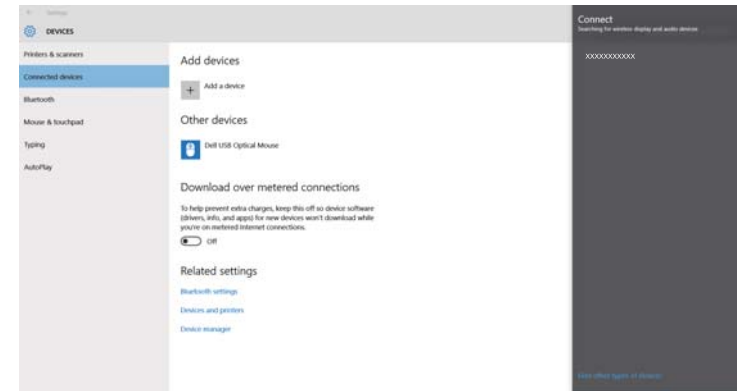 Settings
DEVICES
Printers & scanners
Connected devices
Bluetooth
Mouse & touchpad
Typing
AutoPlay
Add devices
Add a device
Other devices
Dell USB Optical Mouse
Download over metered connections
To help prevent extra charges, keep this off so device software
(drivers, info, and apps) for new devices won't download while
you're on metered Internet connections.
Off
Related settings
Bluetooth settings
Devices and printers
Device manager
Connect
Searching for wireless display and audio devices
xxxxxxxxxxx
Find other types of devices